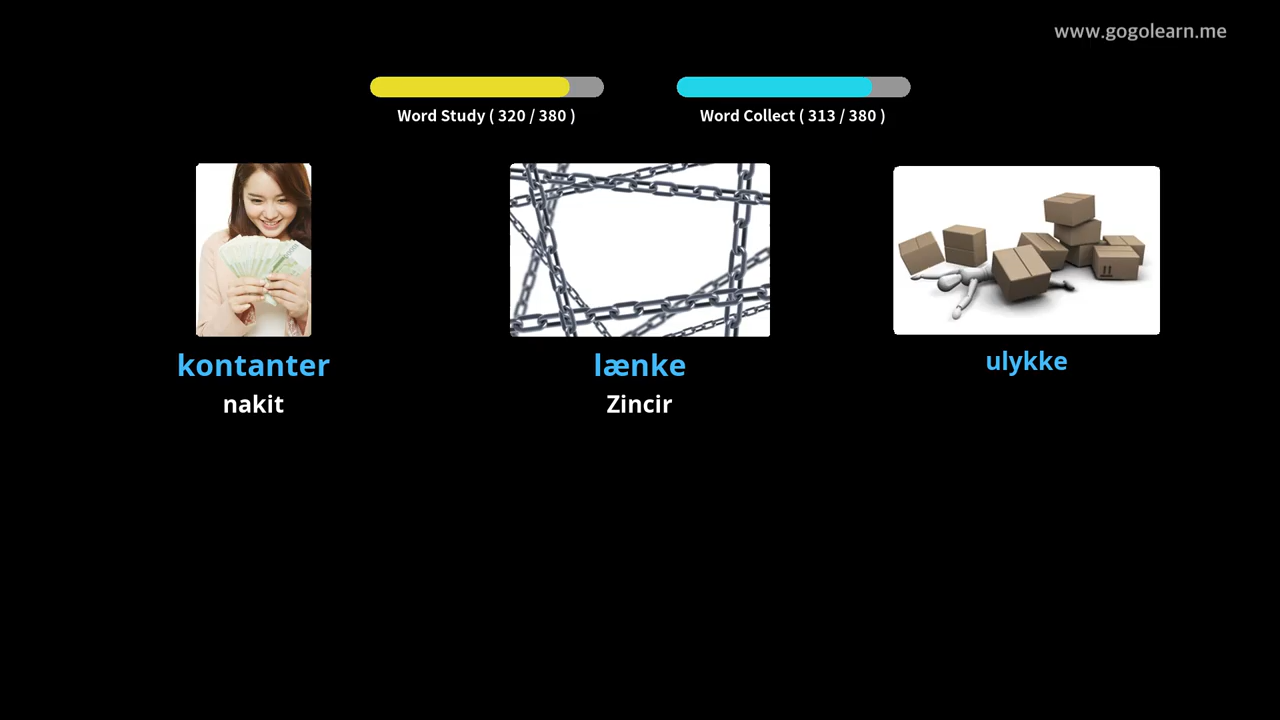 www.gogolearn.me
Word Study ( 320 / 380 )
Word Collect ( 313 / 380 )
kontanter
nakit
lænke
Zincir
ulykke